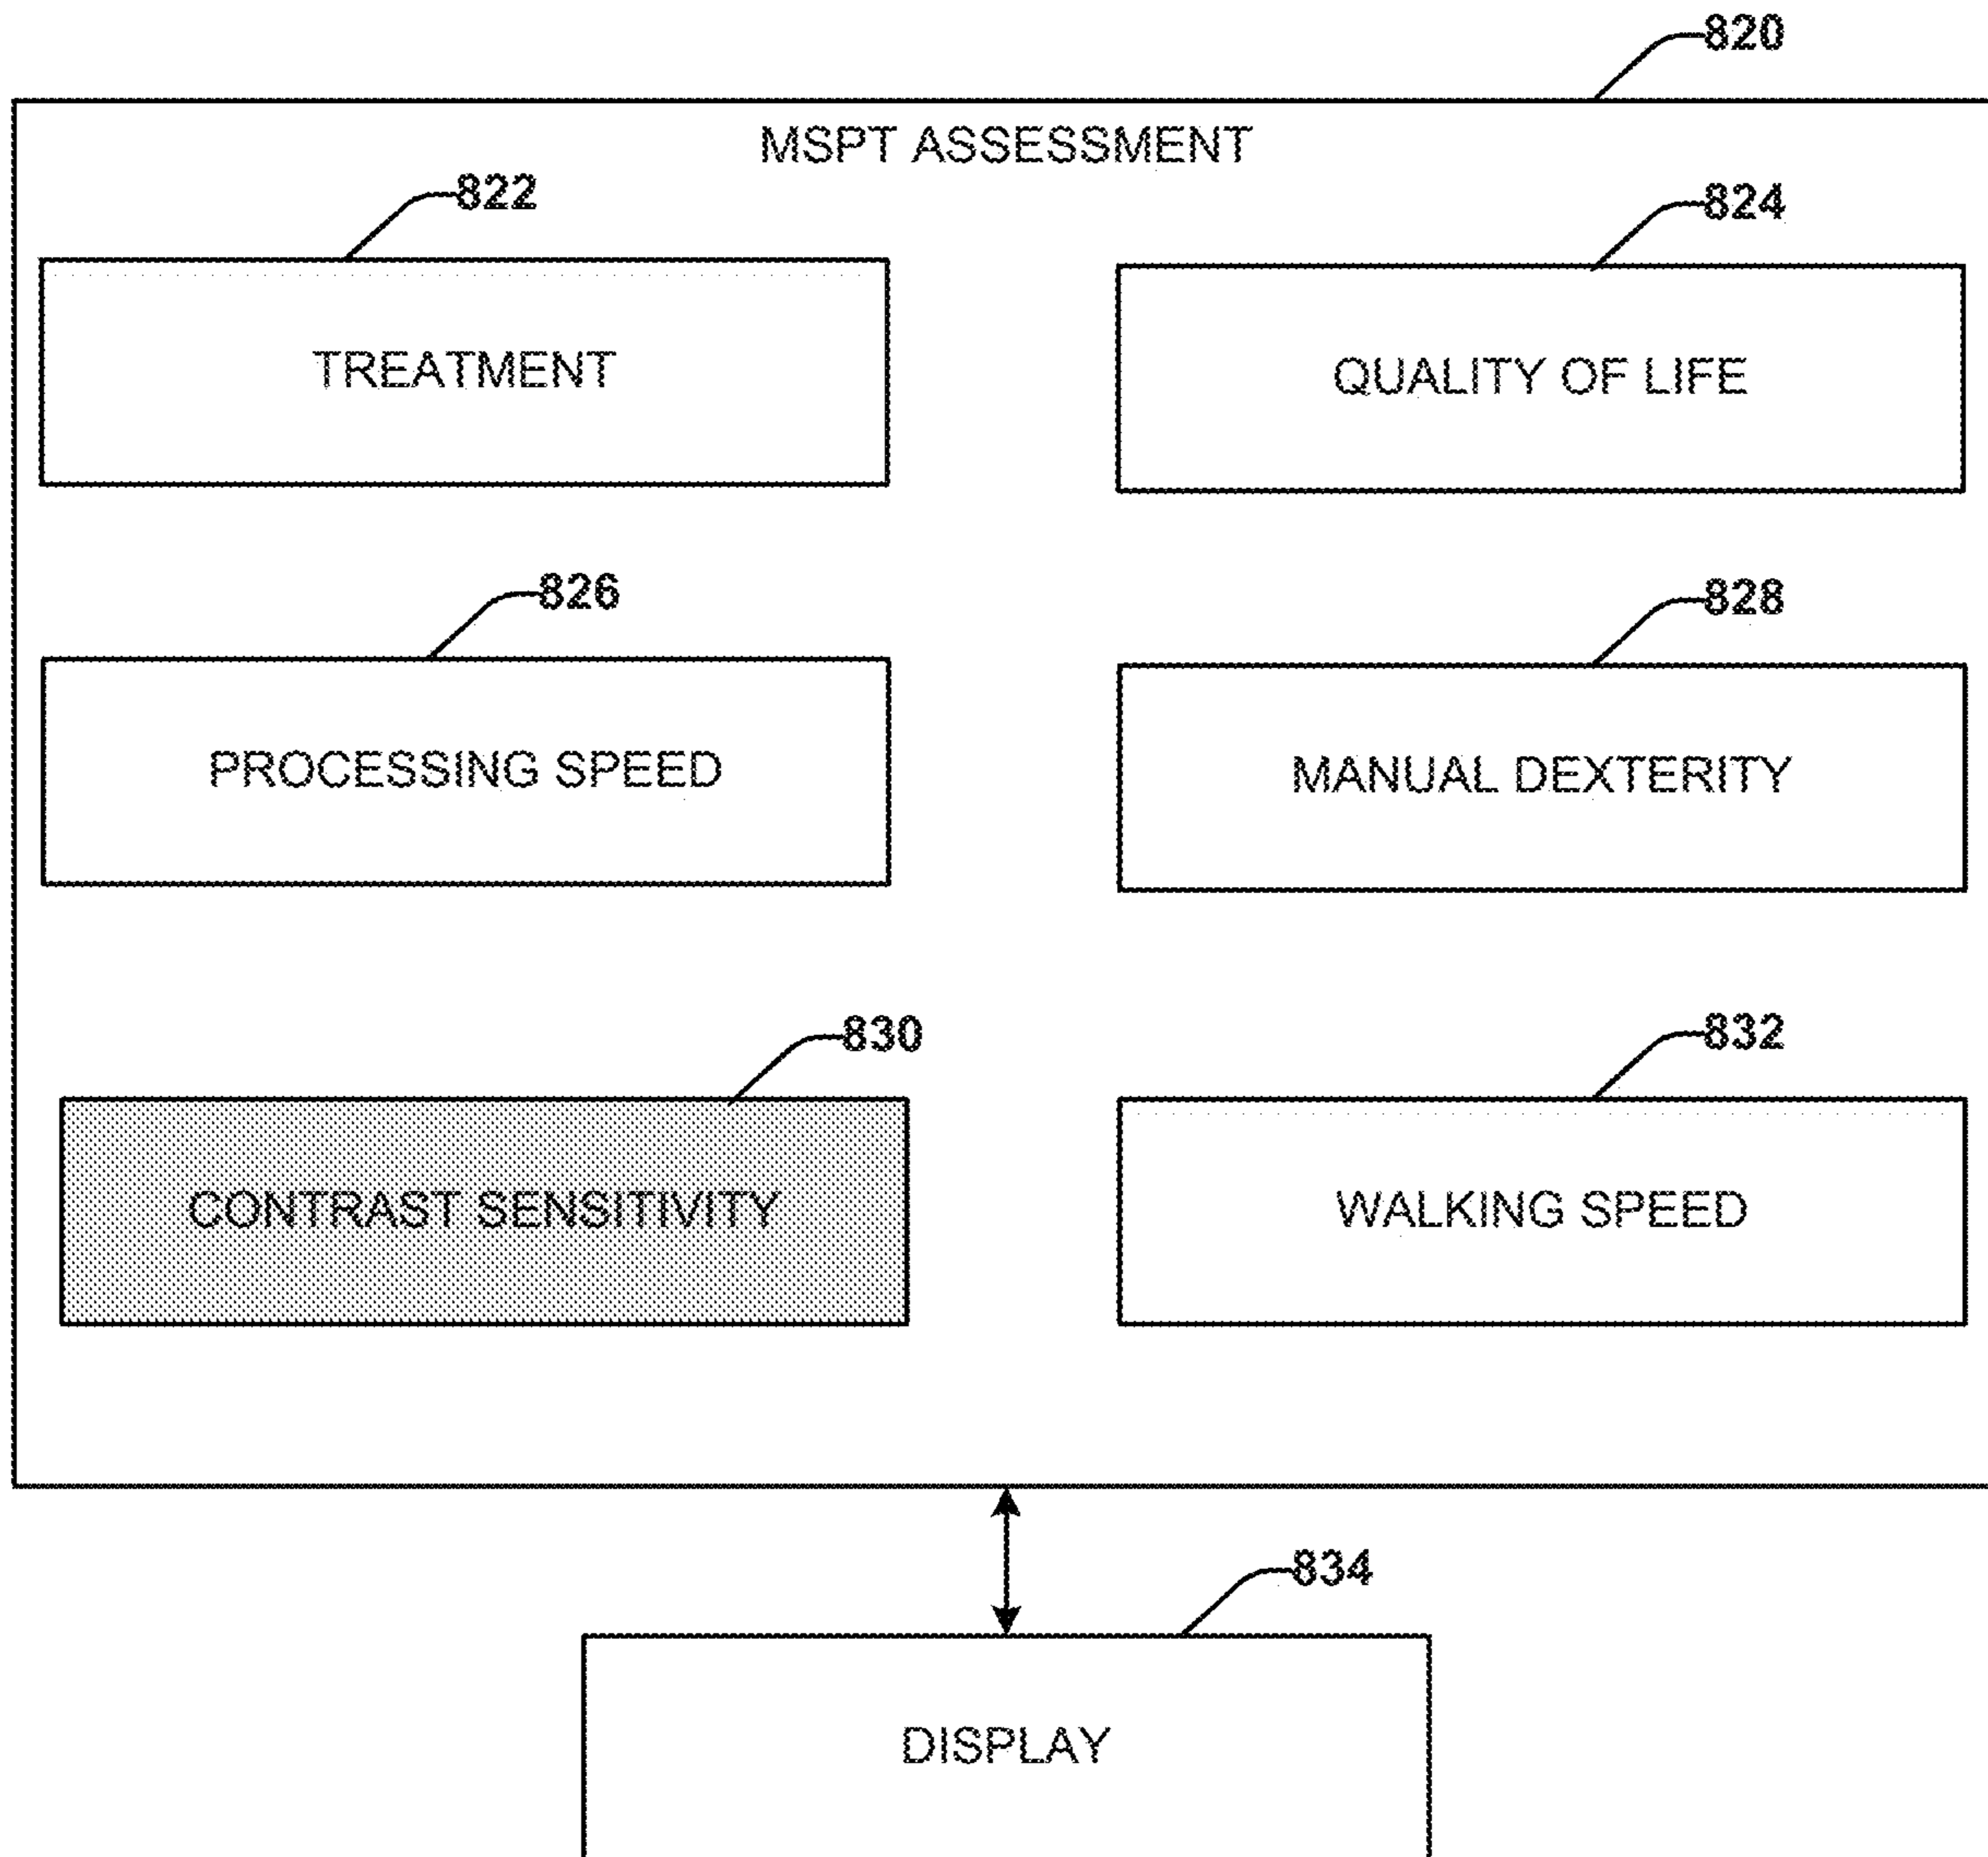 820
MSPT ASSESSMENT
822
824
TREATMENT
QUALITY OF LIFE
826
828
PROCESSING SPEED
MANUAL DEXTERITY
830
832
CONTRAST SENSITIVITY
WALKING SPEED
834
DISPLAY